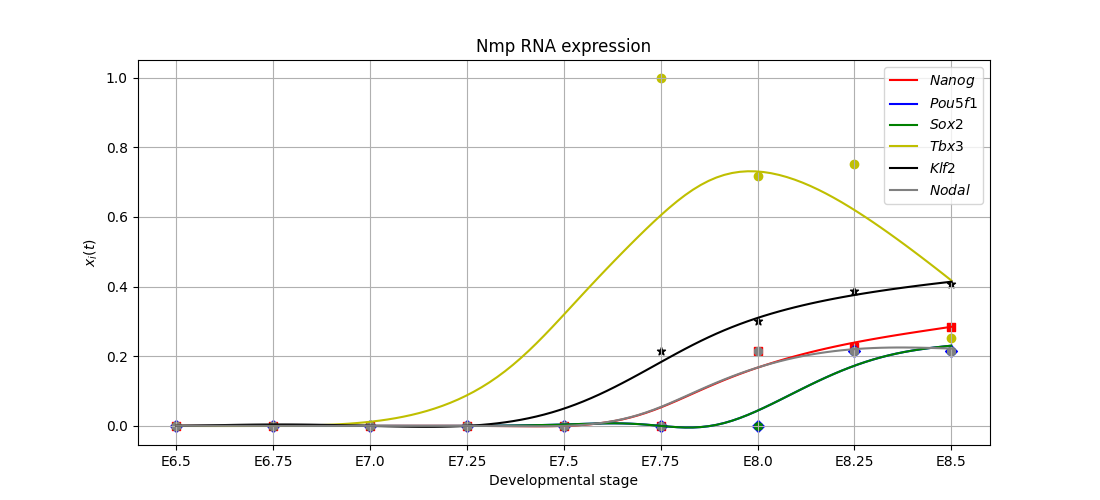 Nmp RNA expression
1.0
0.8
0.6
0.4
0.2
0.0
x_i(t)
Nanog
Pou5f1
Sox2
Tbx3
Klf2
Nodal
E6.5 E6.75 E7.0 E7.25 E7.5 E7.75 E8.0 E8.25 E8.5
Developmental stage